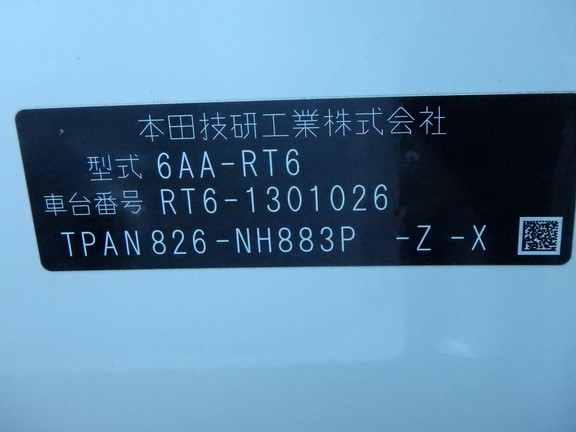 本田技研工業株式会社
型式 6AA-RT6
車台番号 RT6-1301026
TPAN826-NH883P -Z -X